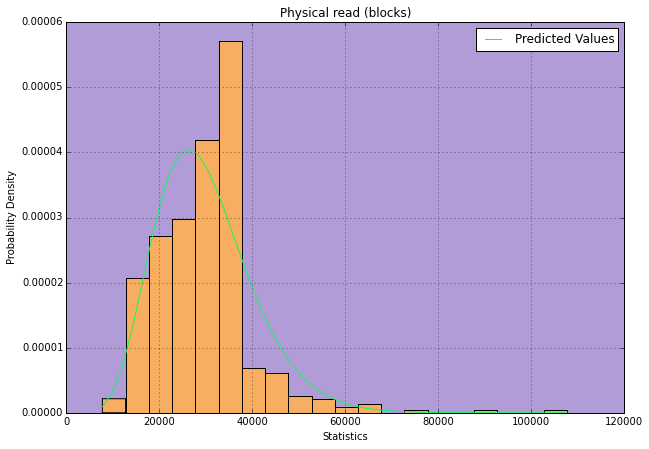 Physical read (blocks)
Predicted Values
0.00006
0.00005
0.00004
0.00003
0.00002
0.00001
0.00000
Probability Density
0 20000 40000 60000 80000 100000 120000
Statistics